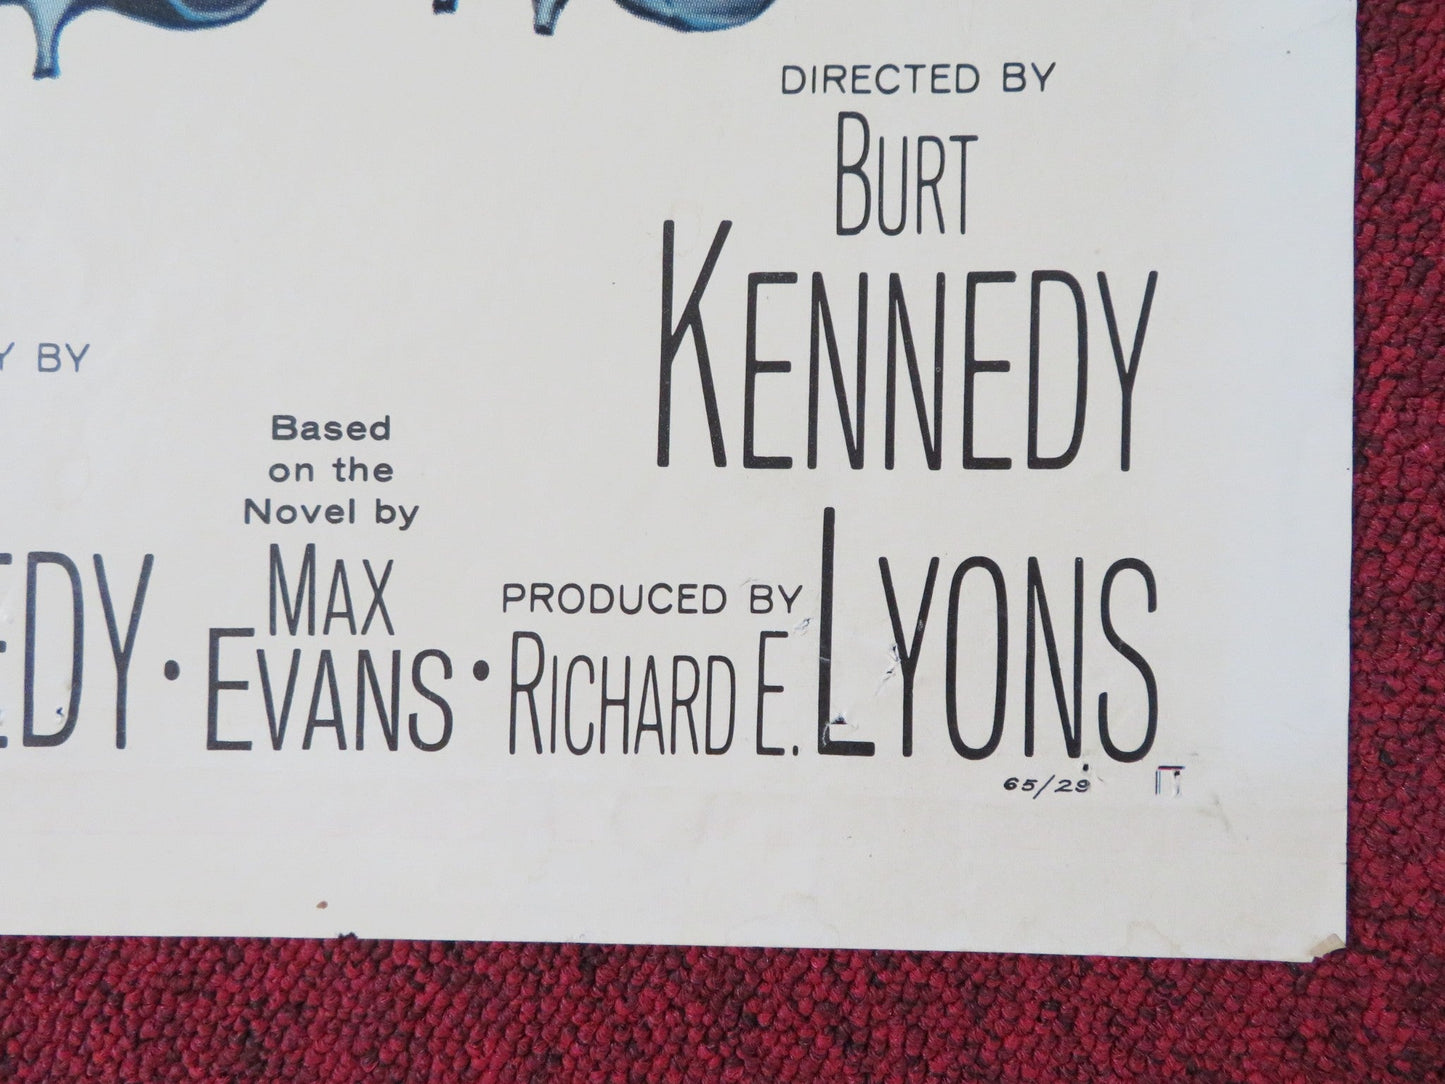 DIRECTED BY
BURT
KENNEDY
Y BY
Based
on the
Novel by
EDY • MAX
EVANS •
PRODUCED BY
RICHARD E. LYONS
65/29